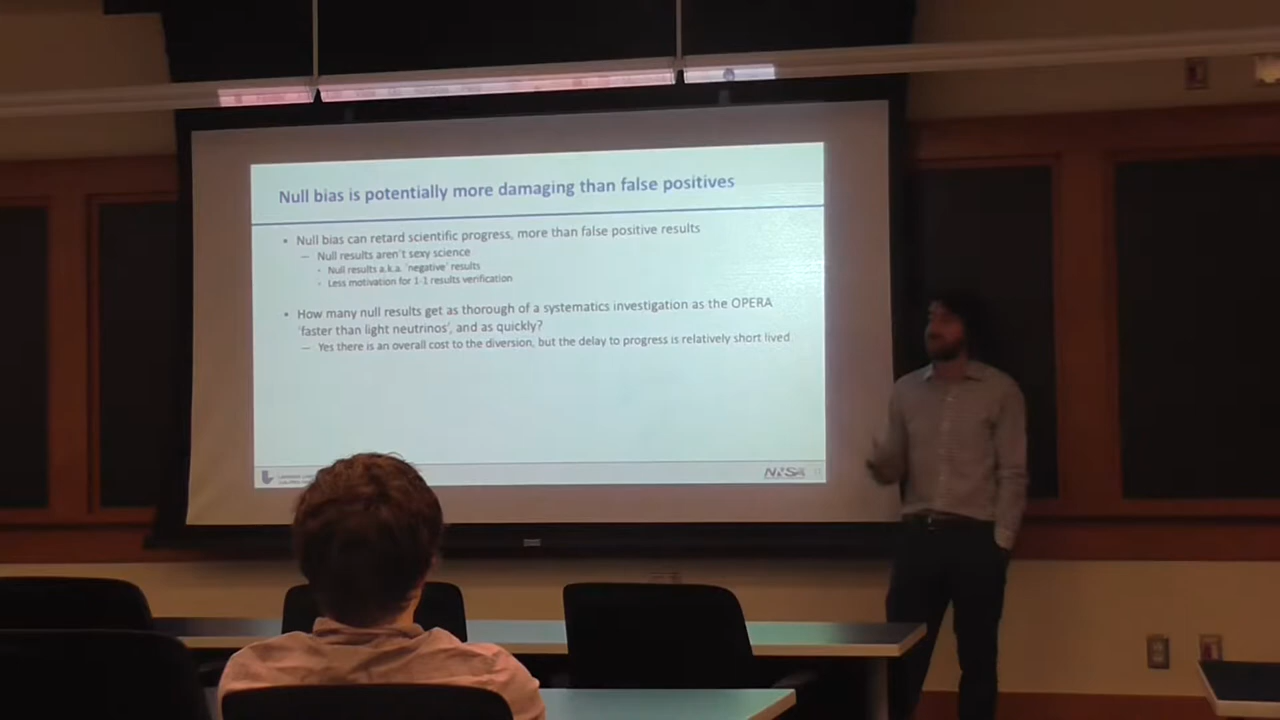 Null bias is potentially more damaging than false positives
• Null bias can retard scientific progress, more than false positive results
– Null results aren't sexy science
• Null results a.k.a. 'negative' results
• Less motivation for 1-1 results verification
• How many null results get as thorough of a systematics investigation as the OPERA
'faster than light neutrinos', and as quickly?
– Yes there is an overall cost to the diversion, but the delay to progress is relatively short lived
NNSA